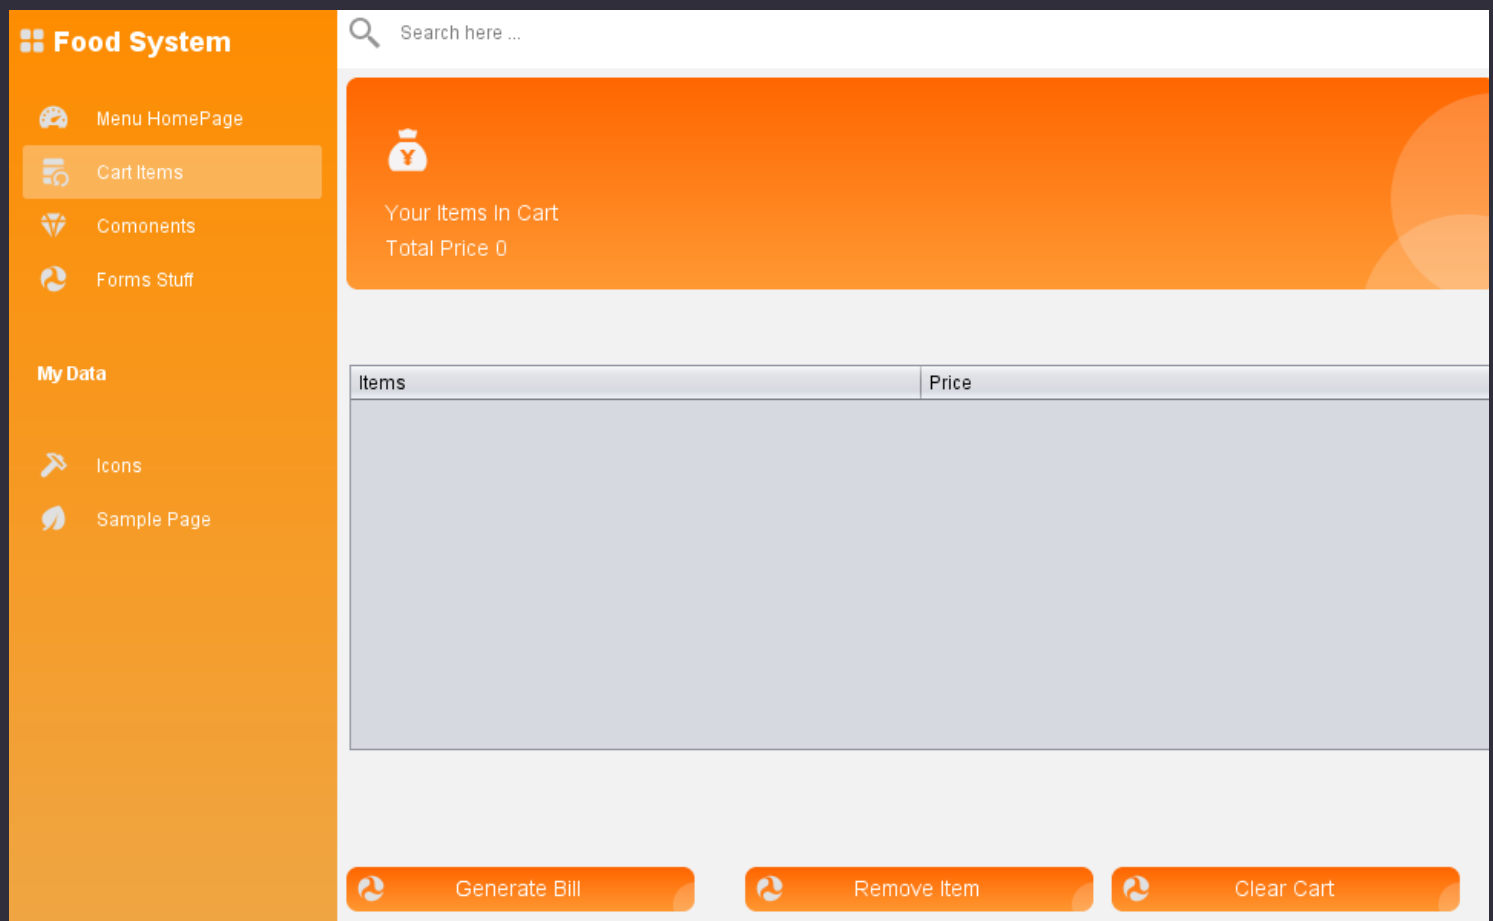 Food System
Search here ...
Menu HomePage
Cart Items
Comonents
Forms Stuff
My Data
Icons
Sample Page
¥
Your Items In Cart
Total Price 0
Items Price
Generate Bill Remove Item Clear Cart